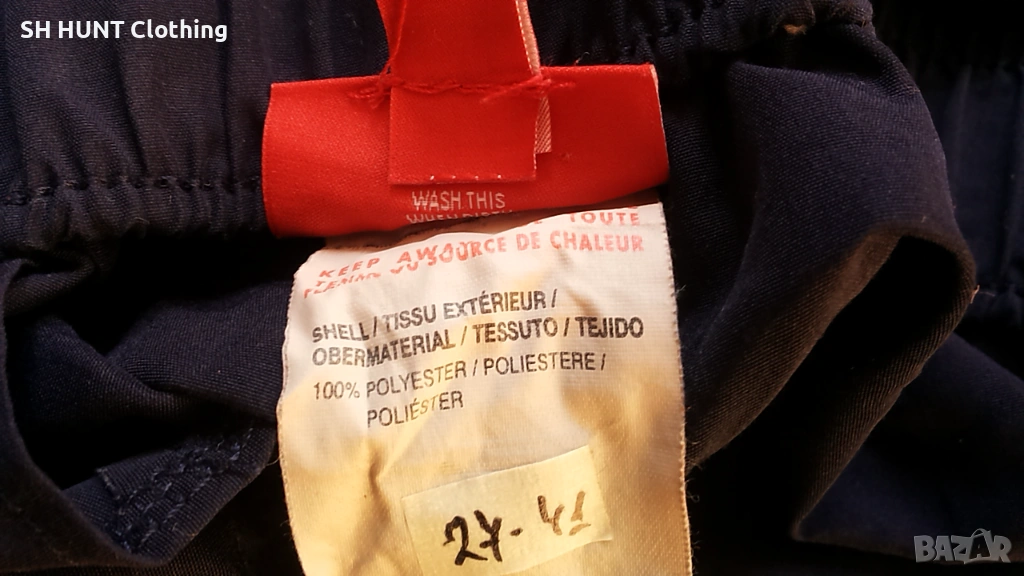 SH HUNT Clothing
WASH THIS
TOUTE
KEEP
SOURCE DE CHALEUR
SHELL / TISSU EXTÉRIEUR /
OBERMATERIAL / TESSUTO / TEJIDO
100% POLYESTER / POLIESTERE /
POLIÉSTER
27-41
BAZAR